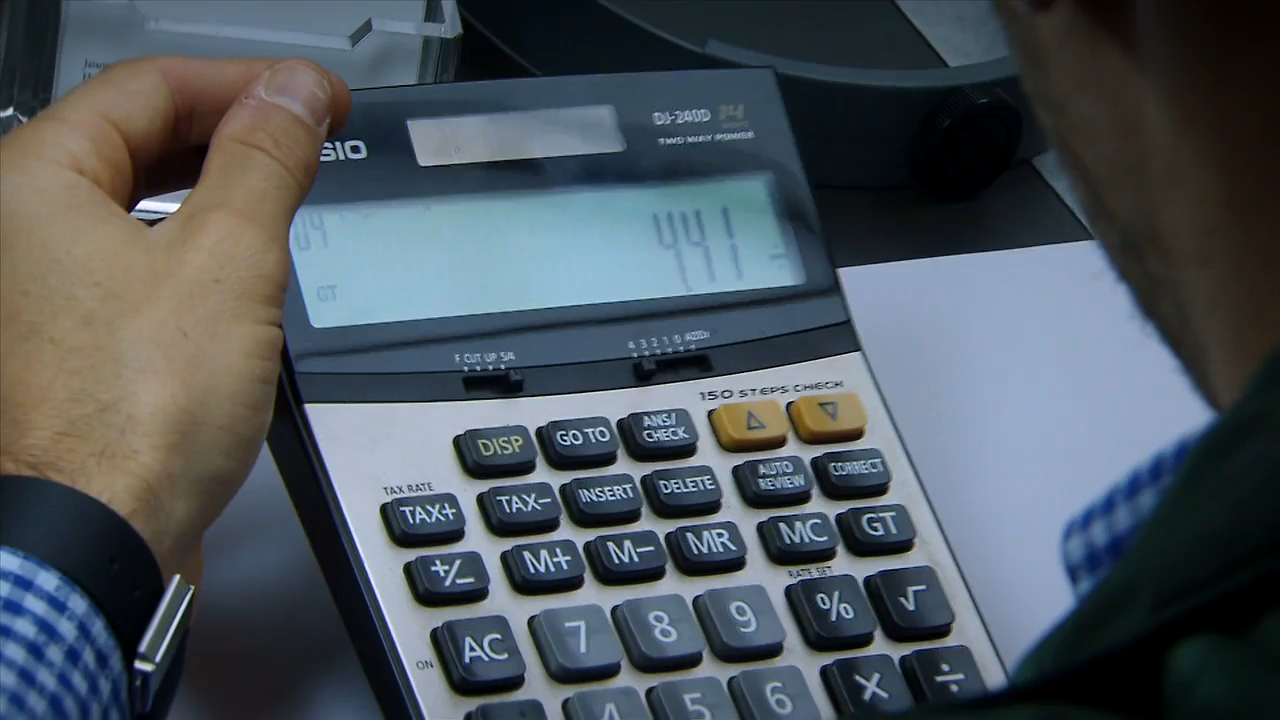 SIO
DJ-240D
TWO WAY POWER
04
441
GT
F CUT UP 5/4
4 3 2 1 0 ADD2
150 STEPS CHECK
DISP GO TO ANS/CHECK △ ▽
TAX RATE
TAX+ TAX− INSERT DELETE AUTO REVIEW CORRECT
+/− M+ M− MR MC GT
RATE SET
ON AC 7 8 9 % √
4 5 6 × ÷